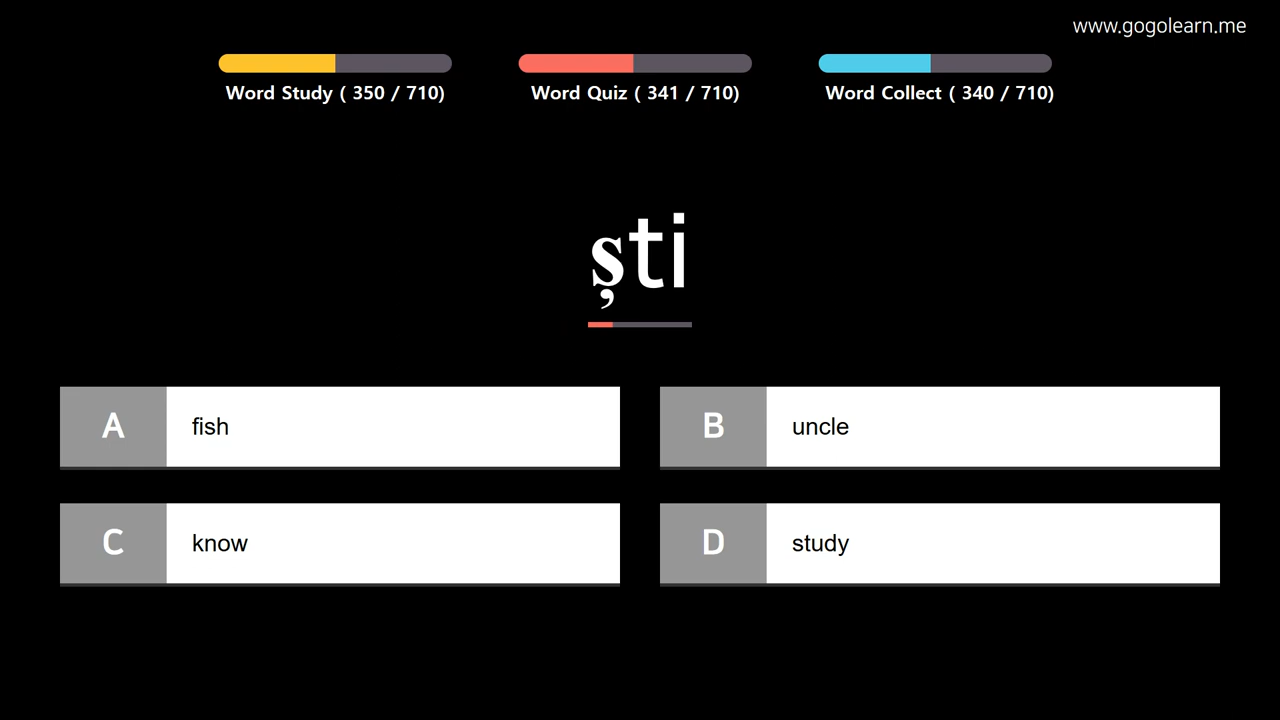 www.gogolearn.me
Word Study ( 350 / 710)
Word Quiz ( 341 / 710)
Word Collect ( 340 / 710)
ști
A fish
B uncle
C know
D study